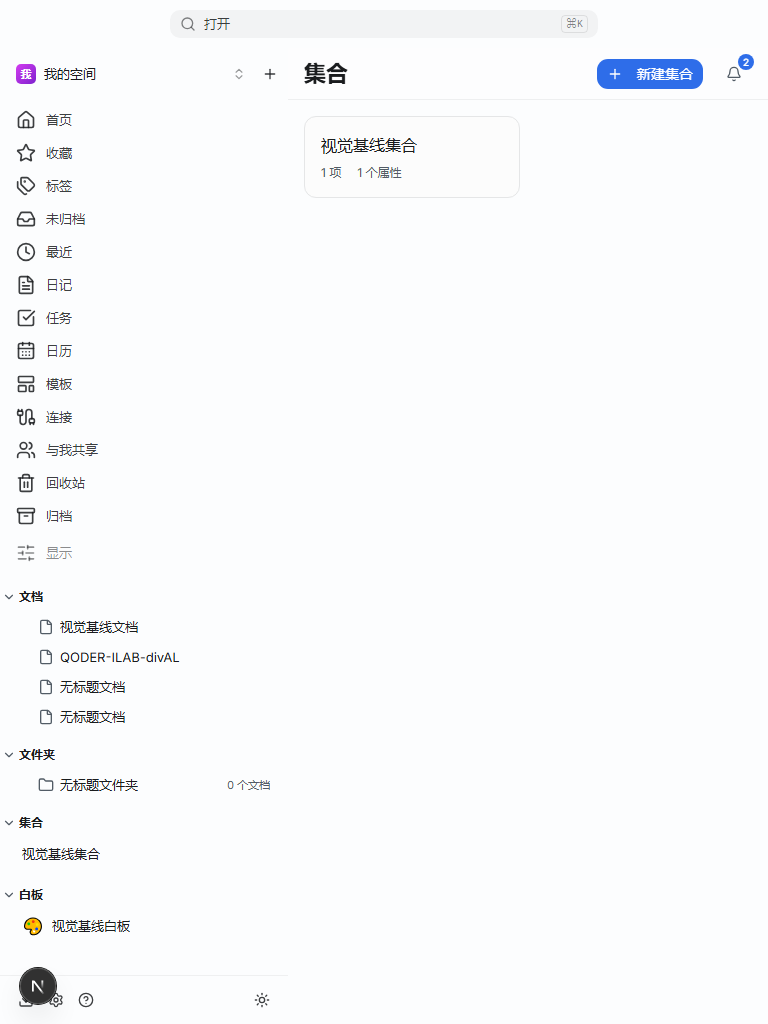 打开
⌘K
我 我的空间
集合
新建集合
2
首页
收藏
标签
未归档
最近
日记
任务
日历
模板
连接
与我共享
回收站
归档
显示
视觉基线集合
1 项 1 个属性
文档
视觉基线文档
QODER-ILAB-divAL
无标题文档
无标题文档
文件夹
无标题文件夹 0 个文档
集合
视觉基线集合
白板
视觉基线白板
N